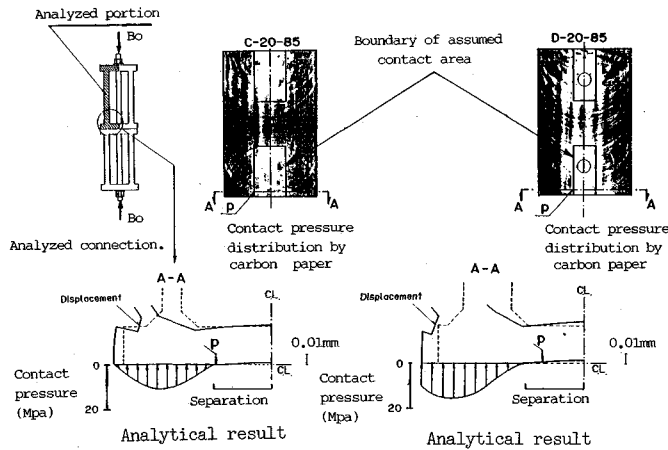 Analyzed portion
Bo
Bo
Analyzed connection.
C-20-85
Boundary of assumed
contact area
D-20-85
A
A
P
Contact pressure
distribution by
carbon paper
A
A
P
Contact pressure
distribution by
carbon paper
A-A
Displacement
CL.
P
0.01mm
0
CL.
Contact
pressure
(Mpa)
20
Separation
Analytical result
A-A
Displacement
CL.
P
0.01mm
0
CL.
Contact
pressure
(Mpa)
20
Separation
Analytical result